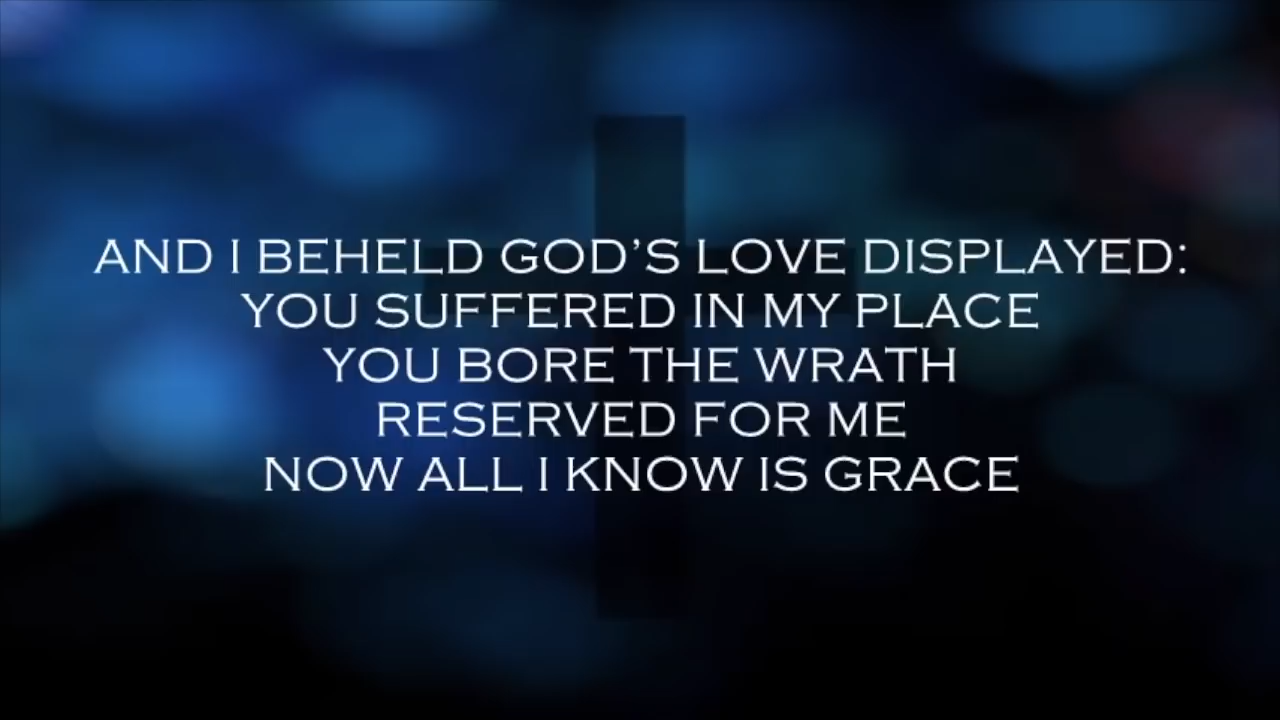 AND I BEHELD GOD’S LOVE DISPLAYED:
YOU SUFFERED IN MY PLACE
YOU BORE THE WRATH
RESERVED FOR ME
NOW ALL I KNOW IS GRACE